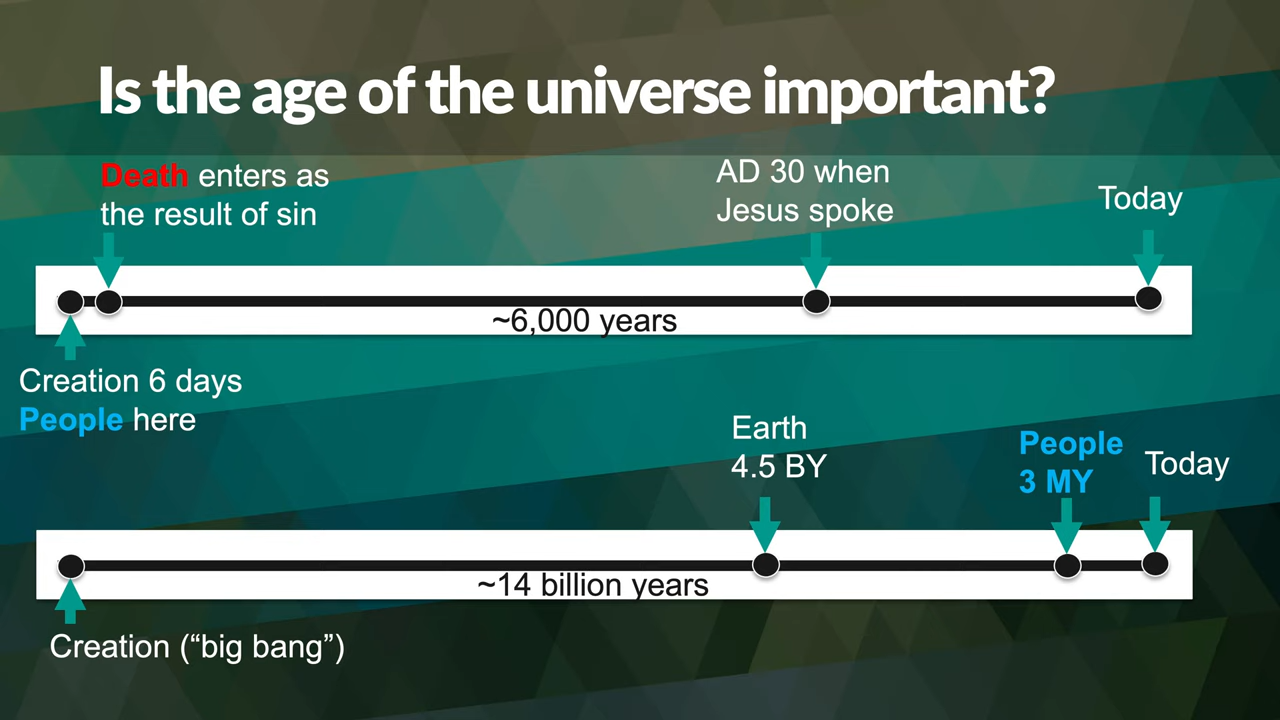 Is the age of the universe important?
Death enters as
the result of sin
AD 30 when
Jesus spoke
Today
~6,000 years
Creation 6 days
People here
Earth
4.5 BY
People
3 MY
Today
~14 billion years
Creation (“big bang”)